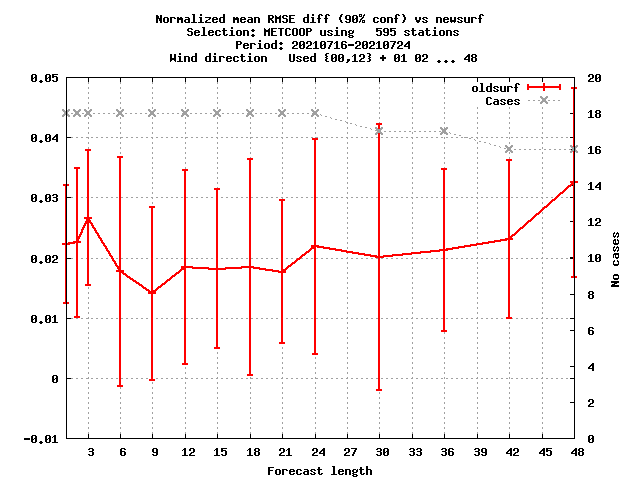 Normalized mean RMSE diff (90% conf) vs newsurf
Selection: METCOOP using   595 stations
Period: 20210716-20210724
Wind direction   Used {00,12} + 01 02 ... 48
0.05
0.04
0.03
0.02
0.01
0
-0.01
20
18
16
14
12
10
8
6
4
2
0
oldsurf
Cases
No cases
3 6 9 12 15 18 21 24 27 30 33 36 39 42 45 48
Forecast length